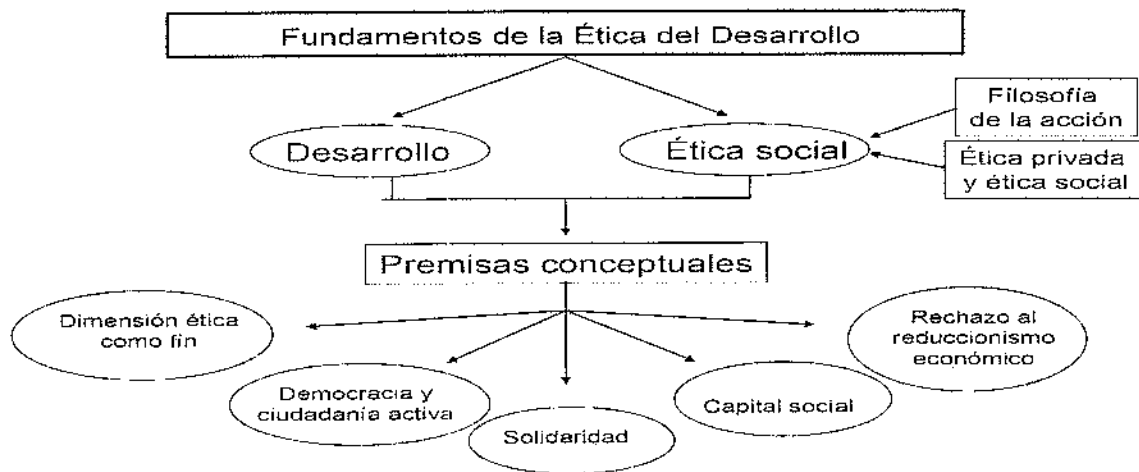 Fundamentos de la Ética del Desarrollo
Desarrollo
Ética social
Filosofía
de la acción
Ética privada
y ética social
Premisas conceptuales
Dimensión ética
como fin
Democracia y
ciudadanía activa
Solidaridad
Capital social
Rechazo al
reduccionismo
económico